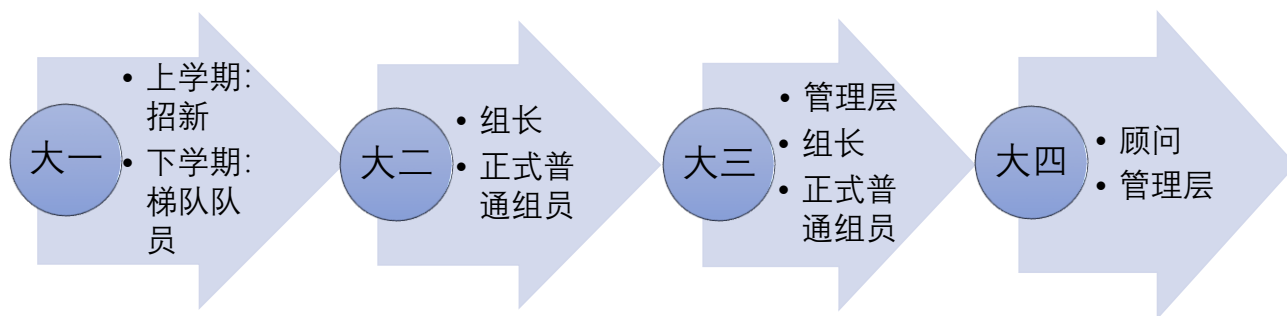 大一
• 上学期：
招新
• 下学期：
梯队队
员
大二
• 组长
• 正式普
通组员
大三
• 管理层
• 组长
• 正式普
通组员
大四
• 顾问
• 管理层